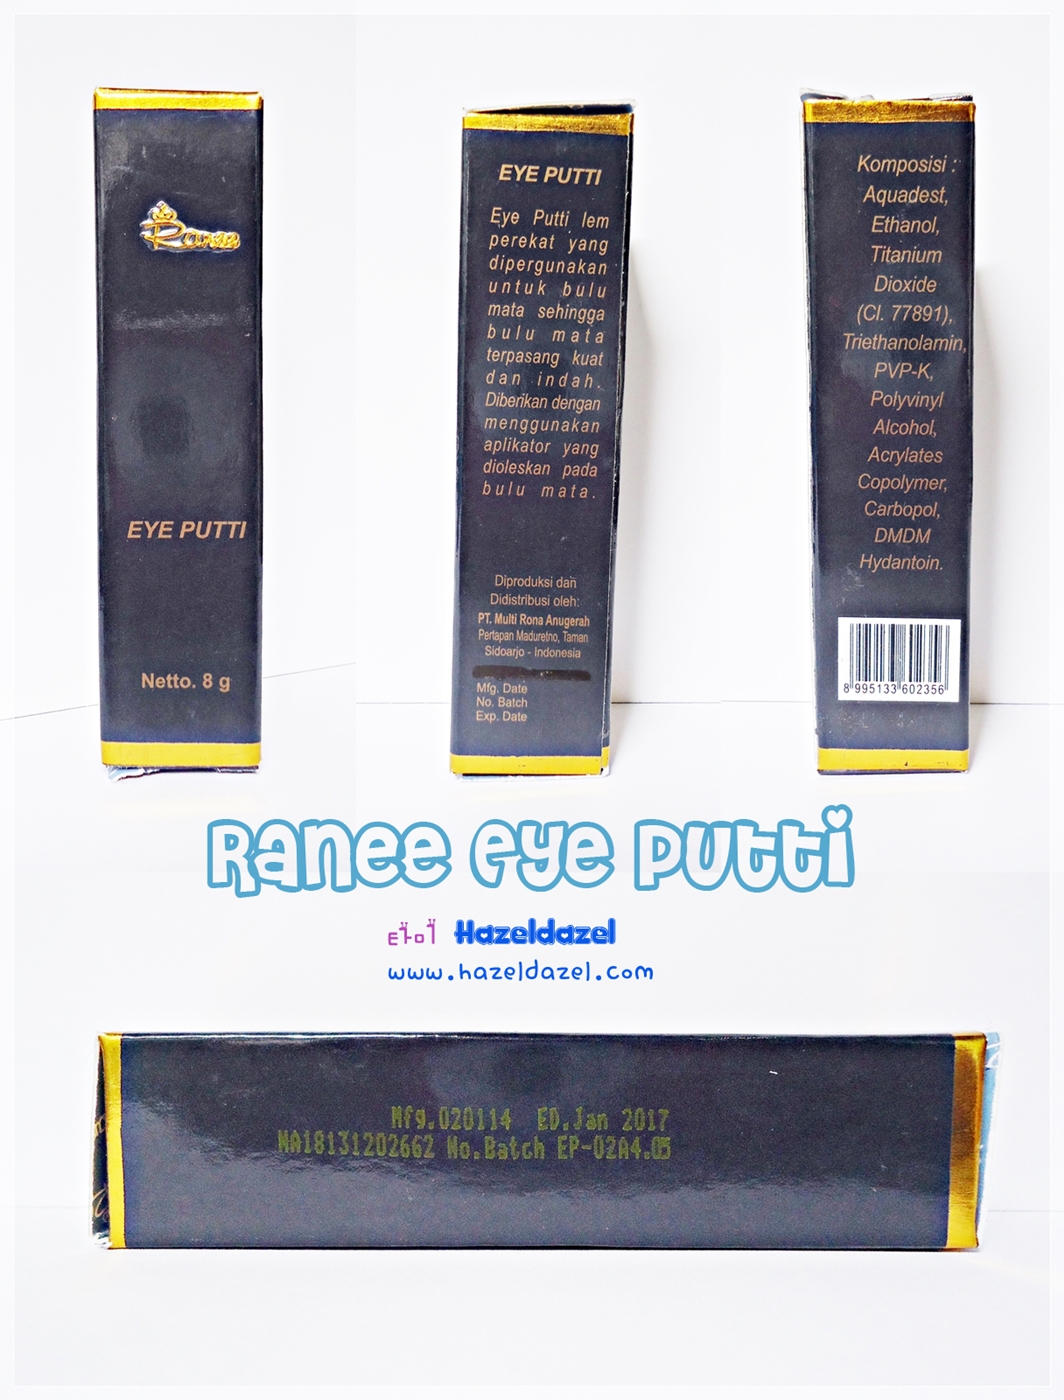 Ranee
EYE PUTTI
Netto. 8 g
EYE PUTTI
Eye Putti lem
perekat yang
dipergunakan
untuk bulu
mata sehingga
bulu mata
terpasang kuat
dan indah.
Diberikan dengan
menggunakan
aplikator yang
dioleskan pada
bulu mata.
Diproduksi dan
Didistribusi oleh:
PT. Multi Rona Anugerah
Pertapan Maduretno, Taman
Sidoarjo - Indonesia
Mfg. Date
No. Batch
Exp. Date
Komposisi :
Aquadest,
Ethanol,
Titanium
Dioxide
(CI. 77891),
Triethanolamin,
PVP-K,
Polyvinyl
Alcohol,
Acrylates
Copolymer,
Carbopol,
DMDM
Hydantoin.
8 995133 602356
Ranee eye putti
Hazeldazel
www.hazeldazel.com
Mfg.020114 ED.Jan 2017
NA18131202662 No.Batch EP-02A4.05